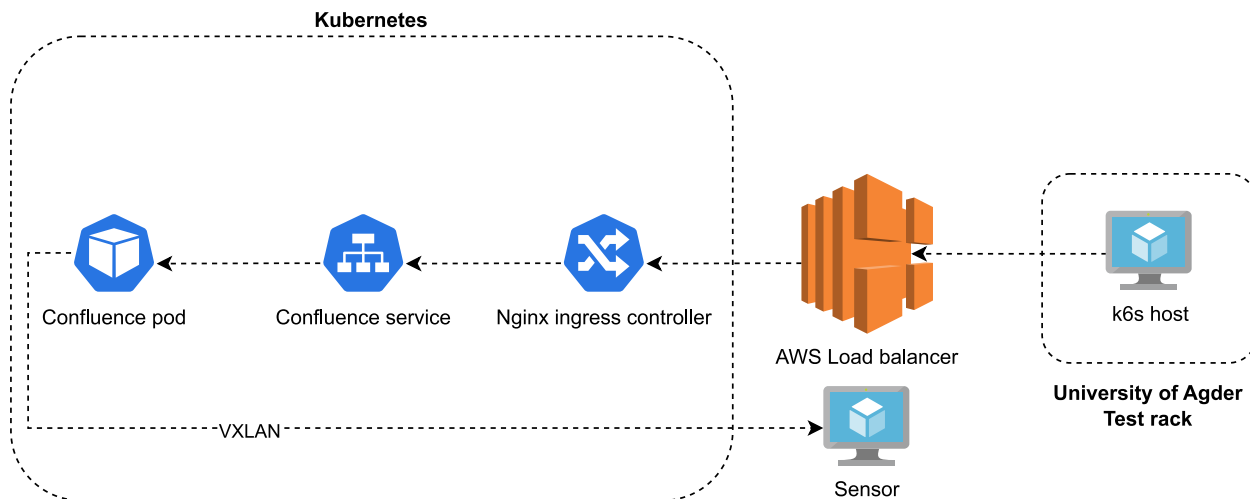 Kubernetes
Confluence pod
Confluence service
Nginx ingress controller
AWS Load balancer
k6s host
University of Agder
Test rack
VXLAN
Sensor